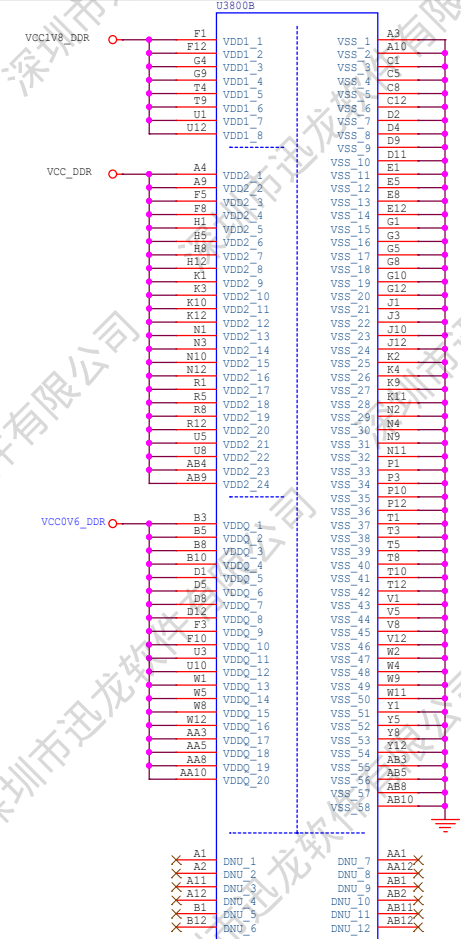 U3800B
VCC1V8_DDR
F1 VDD1_1
F12 VDD1_2
G4 VDD1_3
G9 VDD1_4
T4 VDD1_5
T9 VDD1_6
U1 VDD1_7
U12 VDD1_8
VCC_DDR
A4 VDD2_1
A9 VDD2_2
F5 VDD2_3
F8 VDD2_4
H1 VDD2_5
H5 VDD2_6
H8 VDD2_7
H12 VDD2_8
K1 VDD2_9
K3 VDD2_10
K10 VDD2_11
K12 VDD2_12
N1 VDD2_13
N3 VDD2_14
N10 VDD2_15
N12 VDD2_16
R1 VDD2_17
R5 VDD2_18
R8 VDD2_19
R12 VDD2_20
U5 VDD2_21
U8 VDD2_22
AB4 VDD2_23
AB9 VDD2_24
VCC0V6_DDR
B3 VDDQ_1
B5 VDDQ_2
B8 VDDQ_3
B10 VDDQ_4
D1 VDDQ_5
D5 VDDQ_6
D8 VDDQ_7
D12 VDDQ_8
F3 VDDQ_9
F10 VDDQ_10
U3 VDDQ_11
U10 VDDQ_12
W1 VDDQ_13
W5 VDDQ_14
W8 VDDQ_15
W12 VDDQ_16
AA3 VDDQ_17
AA5 VDDQ_18
AA8 VDDQ_19
AA10 VDDQ_20
A1 DNU_1
A2 DNU_2
A11 DNU_3
A12 DNU_4
B1 DNU_5
B12 DNU_6
VSS_1 A3
VSS_2 A10
VSS_3 C1
VSS_4 C5
VSS_5 C8
VSS_6 C12
VSS_7 D2
VSS_8 D4
VSS_9 D9
VSS_10 D11
VSS_11 E1
VSS_12 E5
VSS_13 E8
VSS_14 E12
VSS_15 G1
VSS_16 G3
VSS_17 G5
VSS_18 G8
VSS_19 G10
VSS_20 G12
VSS_21 J1
VSS_22 J3
VSS_23 J10
VSS_24 J12
VSS_25 K2
VSS_26 K4
VSS_27 K9
VSS_28 K11
VSS_29 N2
VSS_30 N4
VSS_31 N9
VSS_32 N11
VSS_33 P1
VSS_34 P3
VSS_35 P10
VSS_36 P12
VSS_37 T1
VSS_38 T3
VSS_39 T5
VSS_40 T8
VSS_41 T10
VSS_42 T12
VSS_43 V1
VSS_44 V5
VSS_45 V8
VSS_46 V12
VSS_47 W2
VSS_48 W4
VSS_49 W9
VSS_50 W11
VSS_51 Y1
VSS_52 Y5
VSS_53 Y8
VSS_54 Y12
VSS_55 AB3
VSS_56 AB5
VSS_57 AB8
VSS_58 AB10
DNU_7 AA1
DNU_8 AA12
DNU_9 AB1
DNU_10 AB2
DNU_11 AB11
DNU_12 AB12
深圳市迅龙软件有限公司